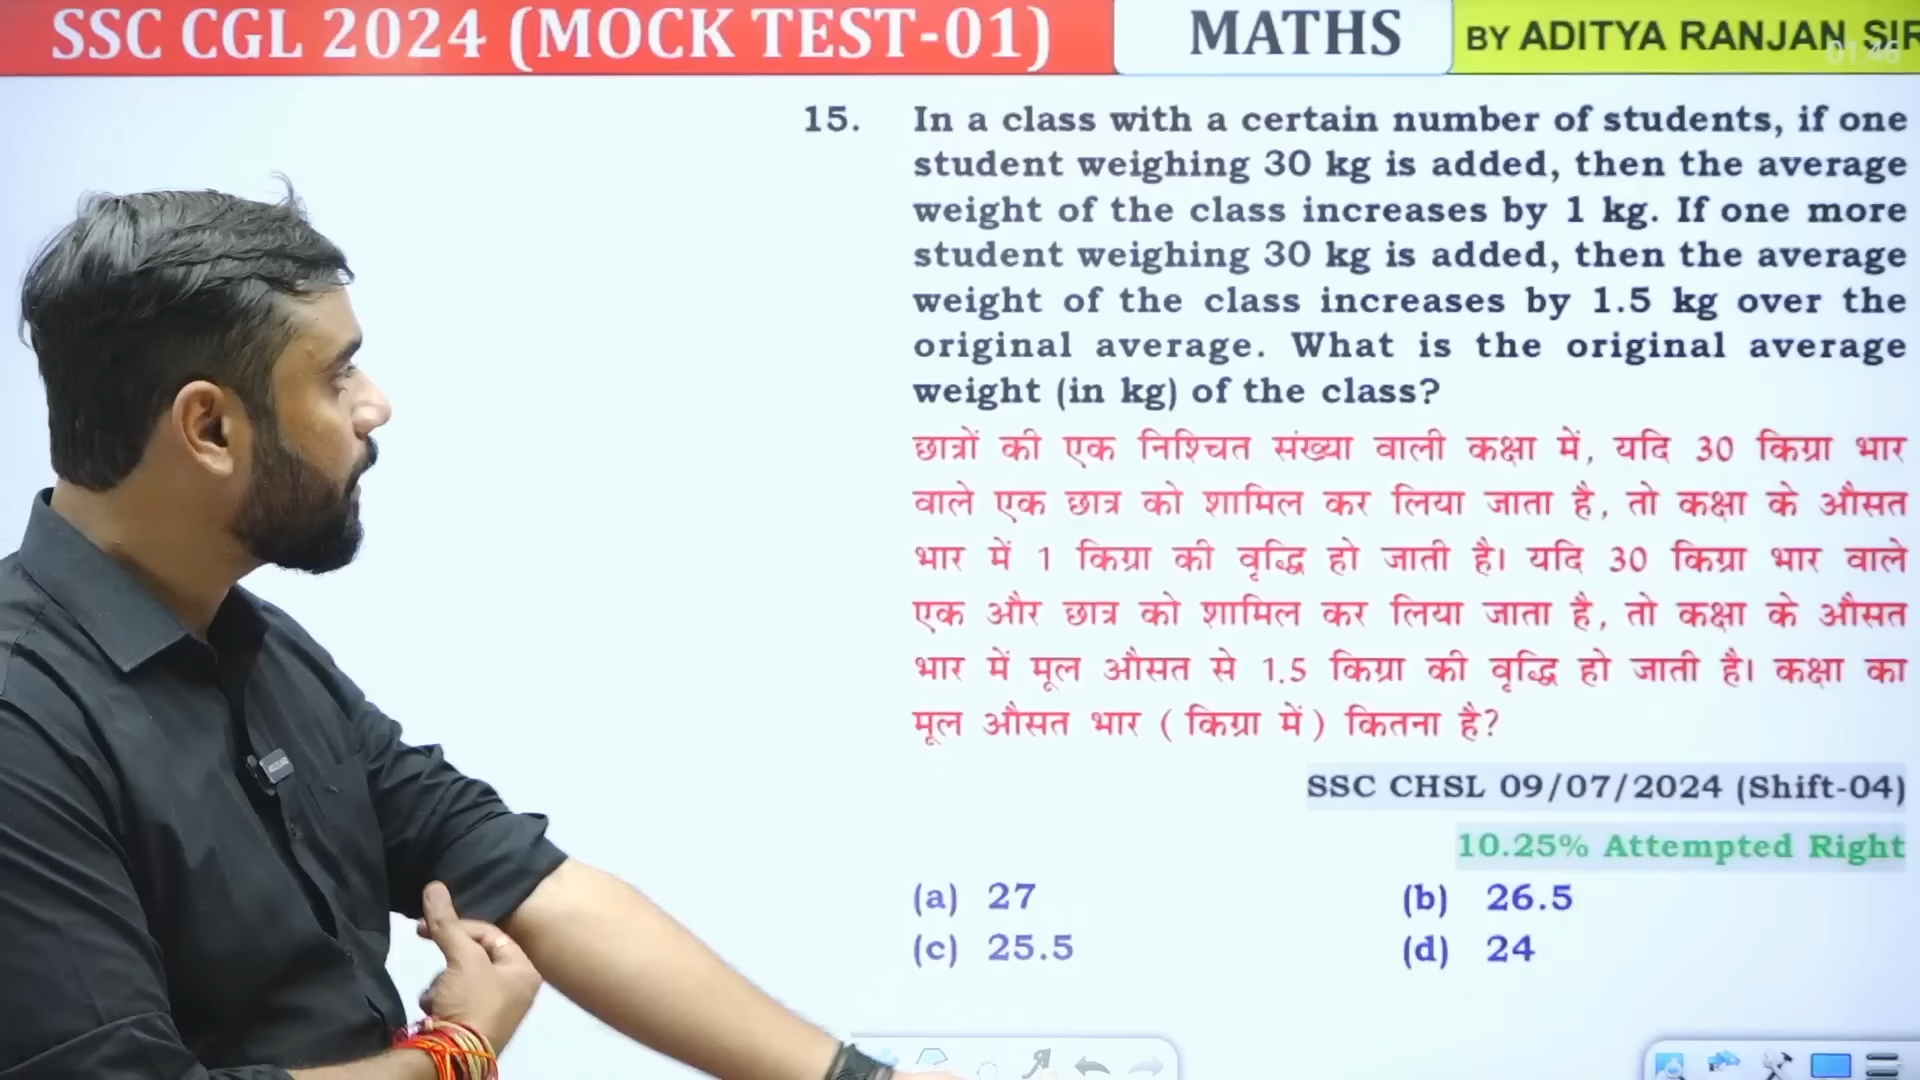 SSC CGL 2024 (MOCK TEST-01)
MATHS
BY ADITYA RANJAN SIR
01:46
15. In a class with a certain number of students, if one
student weighing 30 kg is added, then the average
weight of the class increases by 1 kg. If one more
student weighing 30 kg is added, then the average
weight of the class increases by 1.5 kg over the
original average. What is the original average
weight (in kg) of the class?
छात्रों की एक निश्चित संख्या वाली कक्षा में, यदि 30 किग्रा भार
वाले एक छात्र को शामिल कर लिया जाता है, तो कक्षा के औसत
भार में 1 किग्रा की वृद्धि हो जाती है। यदि 30 किग्रा भार वाले
एक और छात्र को शामिल कर लिया जाता है, तो कक्षा के औसत
भार में मूल औसत से 1.5 किग्रा की वृद्धि हो जाती है। कक्षा का
मूल औसत भार ( किग्रा में ) कितना है?
SSC CHSL 09/07/2024 (Shift-04)
10.25% Attempted Right
(a) 27 (b) 26.5
(c) 25.5 (d) 24